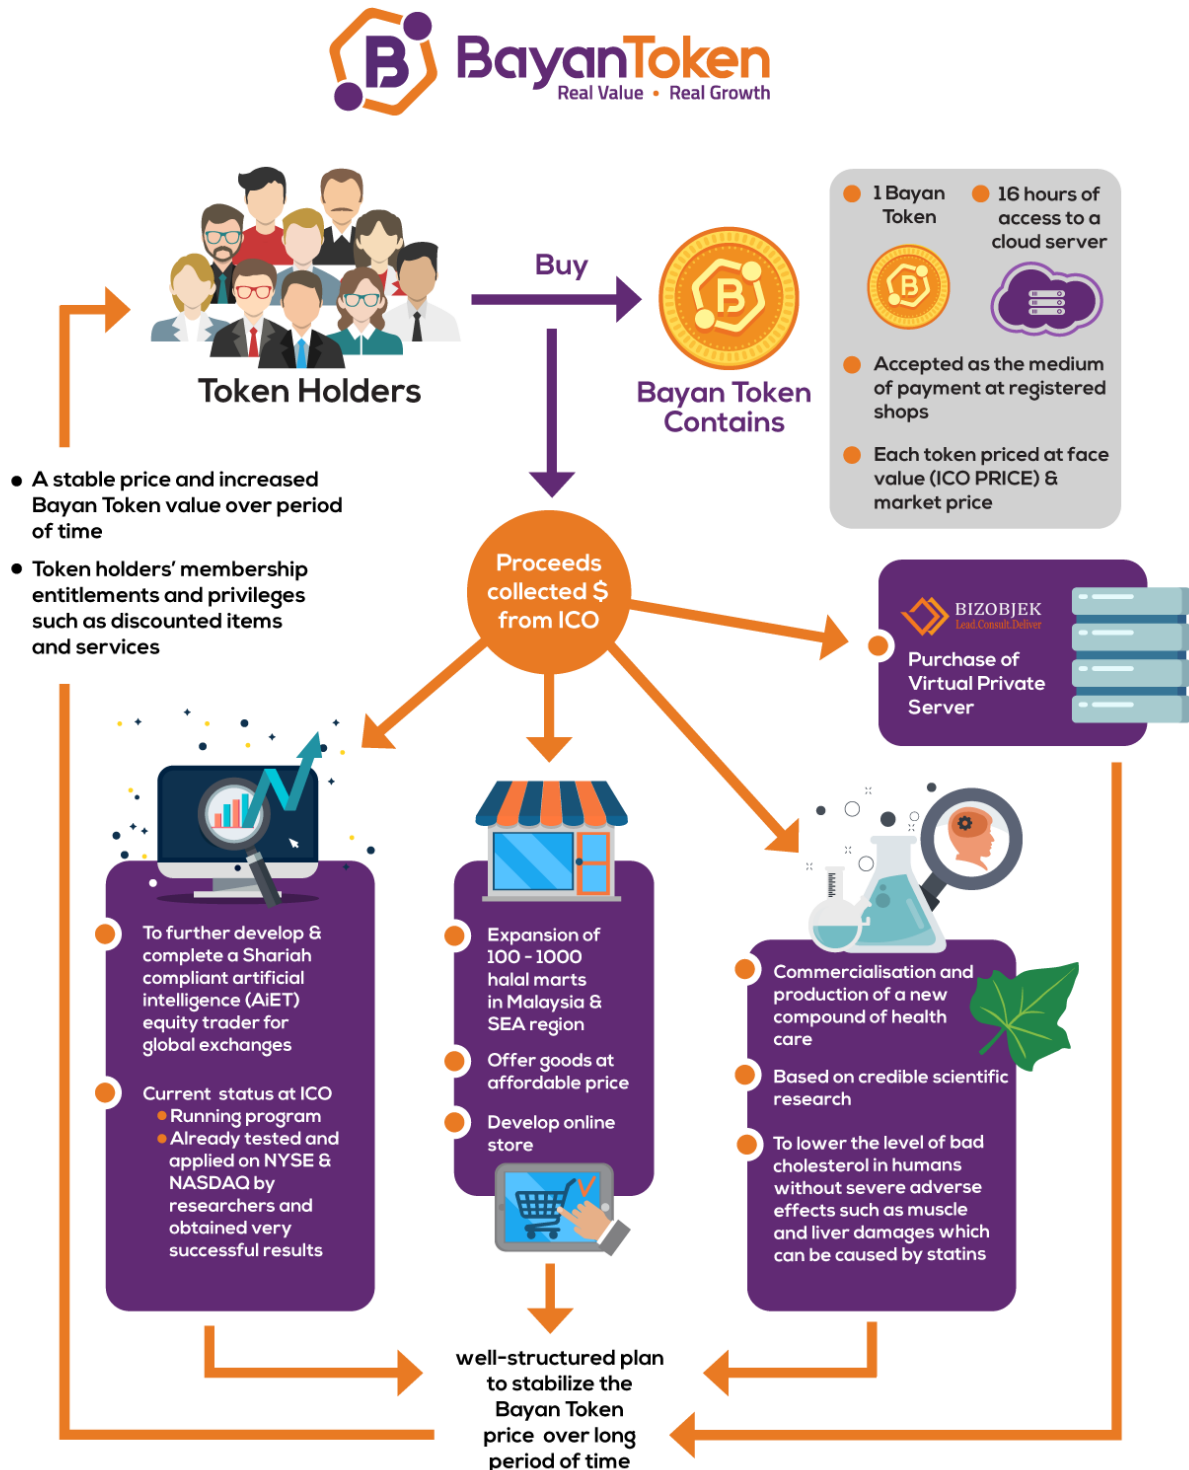 B BayanToken
Real Value • Real Growth
1 Bayan
Token
16 hours of
access to a
cloud server
Buy
B
B
Accepted as the medium
of payment at registered
shops
Token Holders
Bayan Token
Contains
Each token priced at face
value (ICO PRICE) &
market price
• A stable price and increased
Bayan Token value over period
of time
• Token holders’ membership
entitlements and privileges
such as discounted items
and services
Proceeds
collected $
from ICO
BIZOBJEK
Lead.Consult.Deliver
Purchase of
Virtual Private
Server
To further develop &
complete a Shariah
compliant artificial
intelligence (AiET)
equity trader for
global exchanges
Current status at ICO
• Running program
• Already tested and
applied on NYSE &
NASDAQ by
researchers and
obtained very
successful results
Expansion of
100 - 1000
halal marts
in Malaysia &
SEA region
Offer goods at
affordable price
Develop online
store
Commercialisation and
production of a new
compound of health
care
Based on credible scientific
research
To lower the level of bad
cholesterol in humans
without severe adverse
effects such as muscle
and liver damages which
can be caused by statins
well-structured plan
to stabilize the
Bayan Token
price over long
period of time